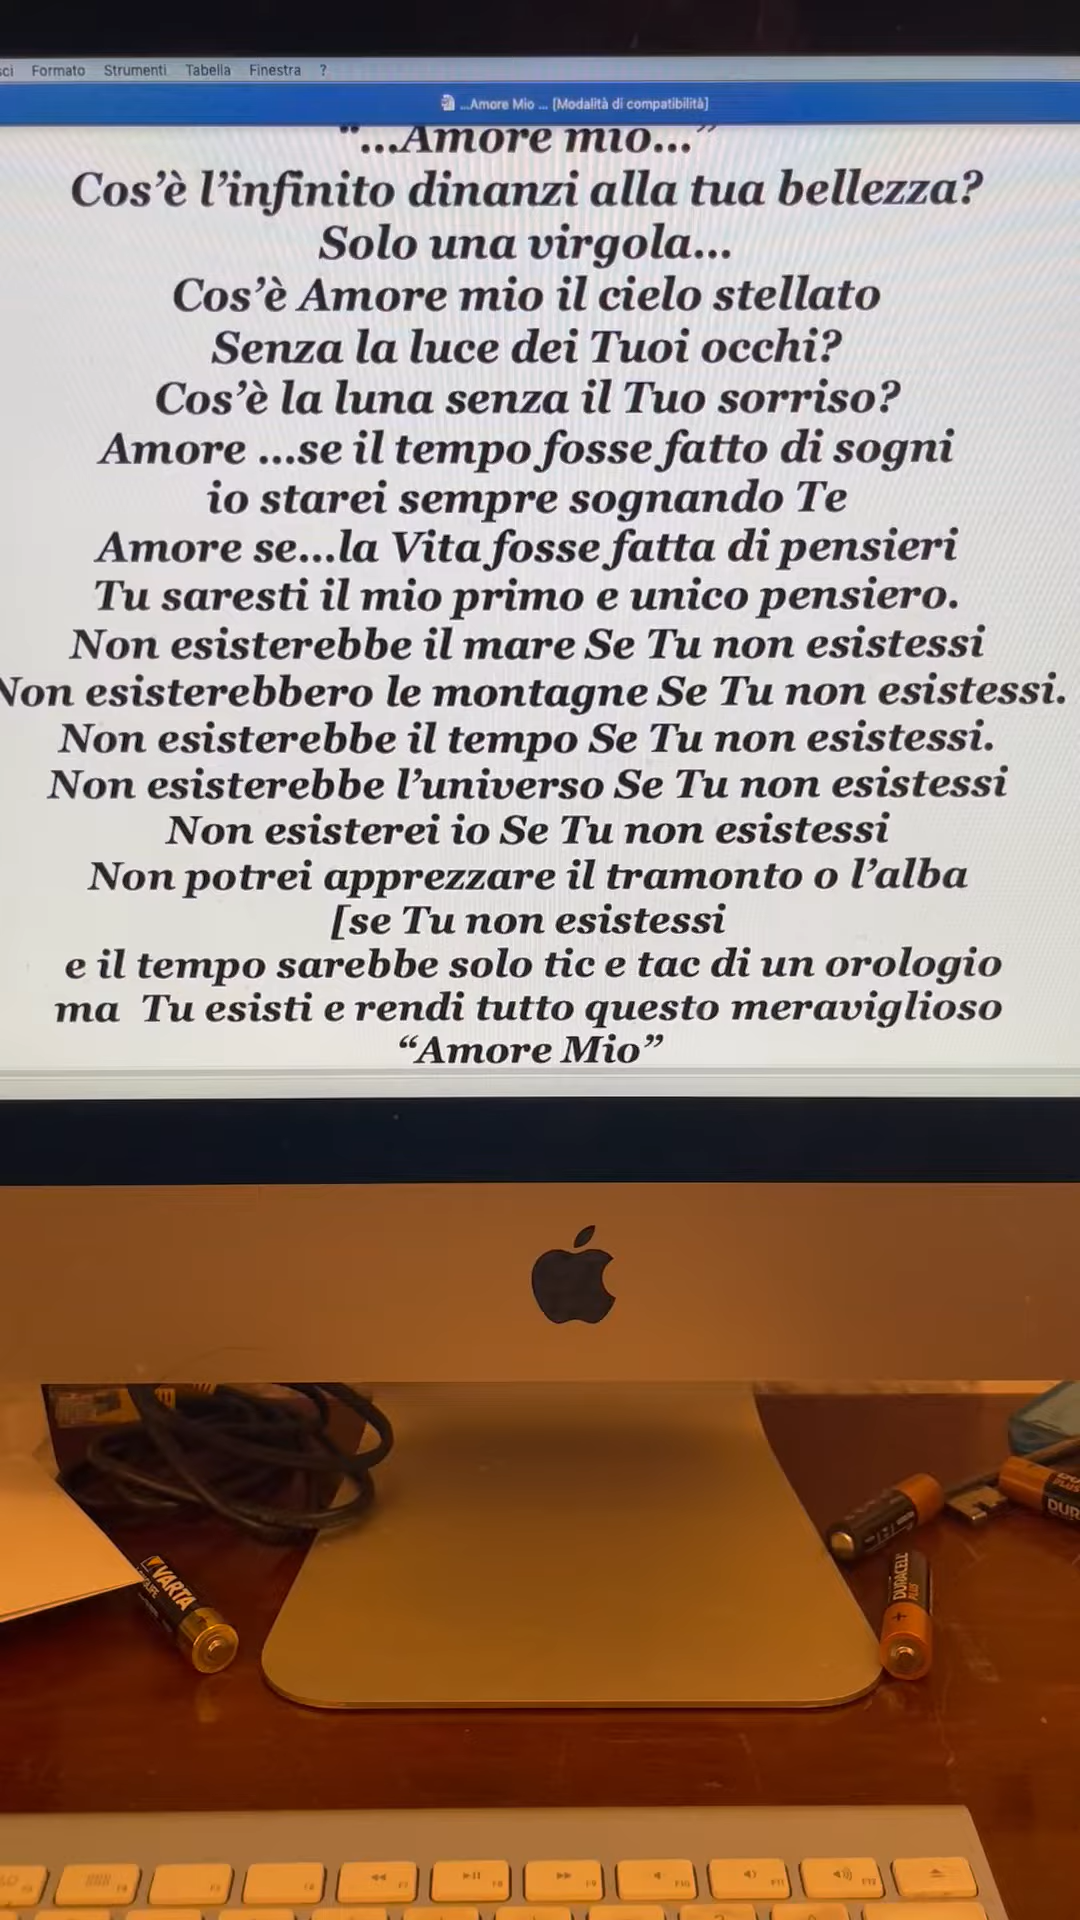 Formato Strumenti Tabella Finestra ?
...Amore Mio ... [Modalità di compatibilità]
“...Amore mio...”
Cos’è l’infinito dinanzi alla tua bellezza?
Solo una virgola...
Cos’è Amore mio il cielo stellato
Senza la luce dei Tuoi occhi?
Cos’è la luna senza il Tuo sorriso?
Amore ...se il tempo fosse fatto di sogni
io starei sempre sognando Te
Amore se...la Vita fosse fatta di pensieri
Tu saresti il mio primo e unico pensiero.
Non esisterebbe il mare Se Tu non esistessi
Non esisterebbero le montagne Se Tu non esistessi.
Non esisterebbe il tempo Se Tu non esistessi.
Non esisterebbe l’universo Se Tu non esistessi
Non esisterei io Se Tu non esistessi
Non potrei apprezzare il tramonto o l’alba
[se Tu non esistessi
e il tempo sarebbe solo tic e tac di un orologio
ma Tu esisti e rendi tutto questo meraviglioso
“Amore Mio”
VARTA
DURACELL
PLUS
F10 F11 F12